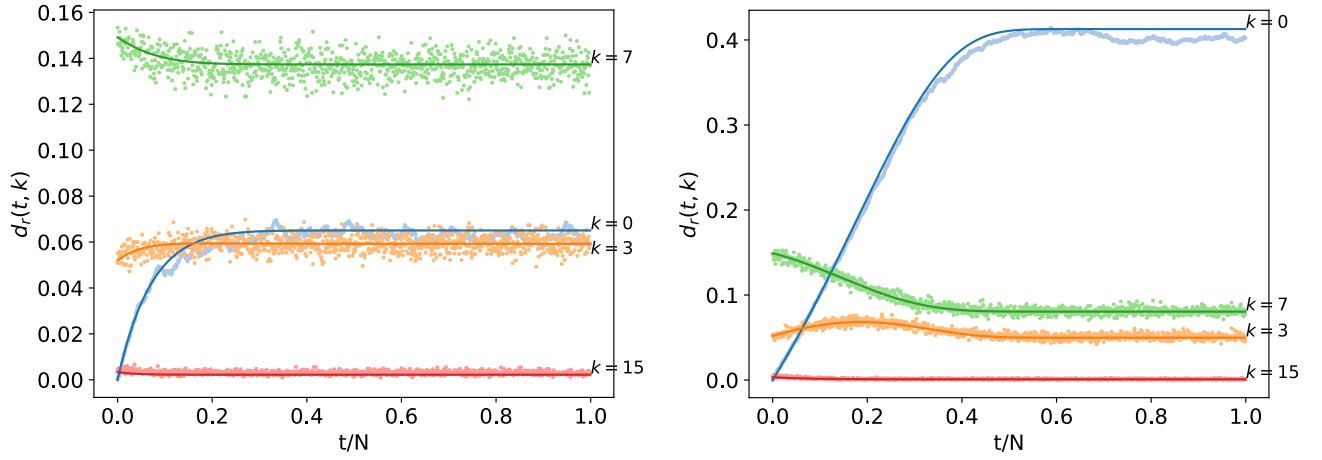 0.16
0.14
0.12
0.10
0.08
0.06
0.04
0.02
0.00
d_r(t, k)
k = 7
k = 0
k = 3
k = 15
0.0 0.2 0.4 0.6 0.8 1.0
t/N
0.4
0.3
0.2
0.1
0.0
d_r(t, k)
k = 0
k = 7
k = 3
k = 15
0.0 0.2 0.4 0.6 0.8 1.0
t/N